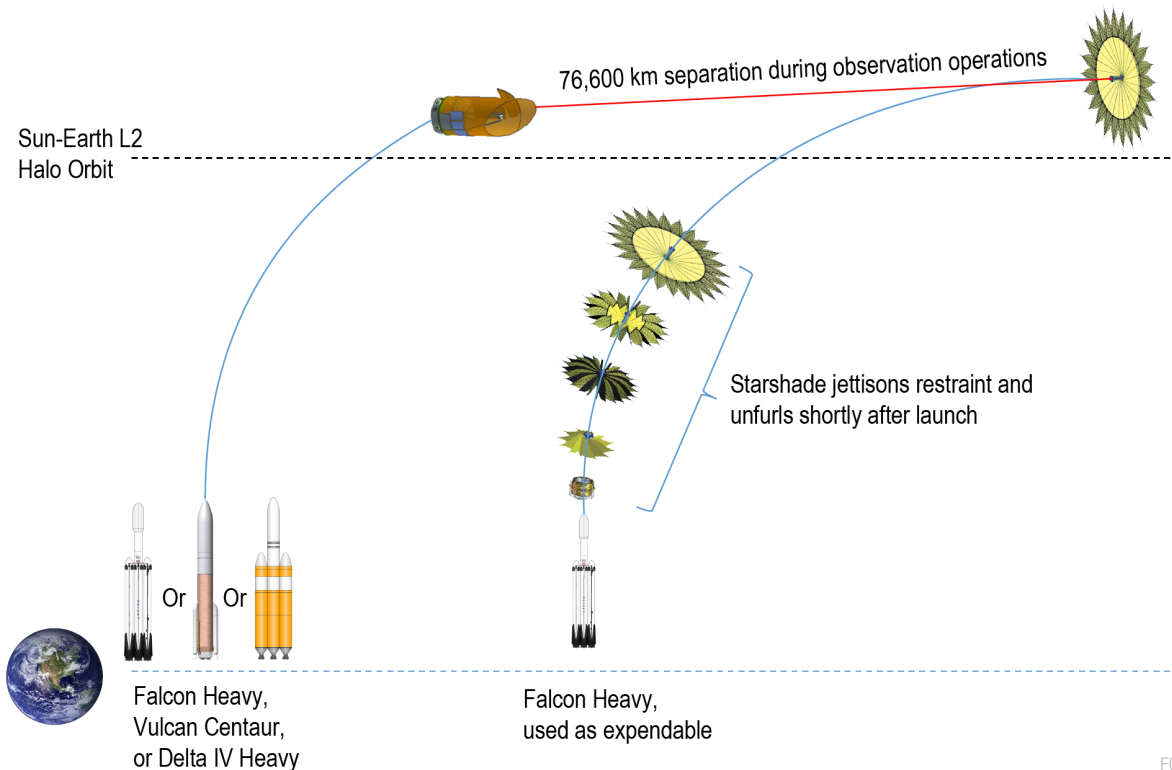 76,600 km separation during observation operations
Sun-Earth L2
Halo Orbit
Starshade jettisons restraint and
unfurls shortly after launch
Or
Or
Falcon Heavy,
Vulcan Centaur,
or Delta IV Heavy
Falcon Heavy,
used as expendable